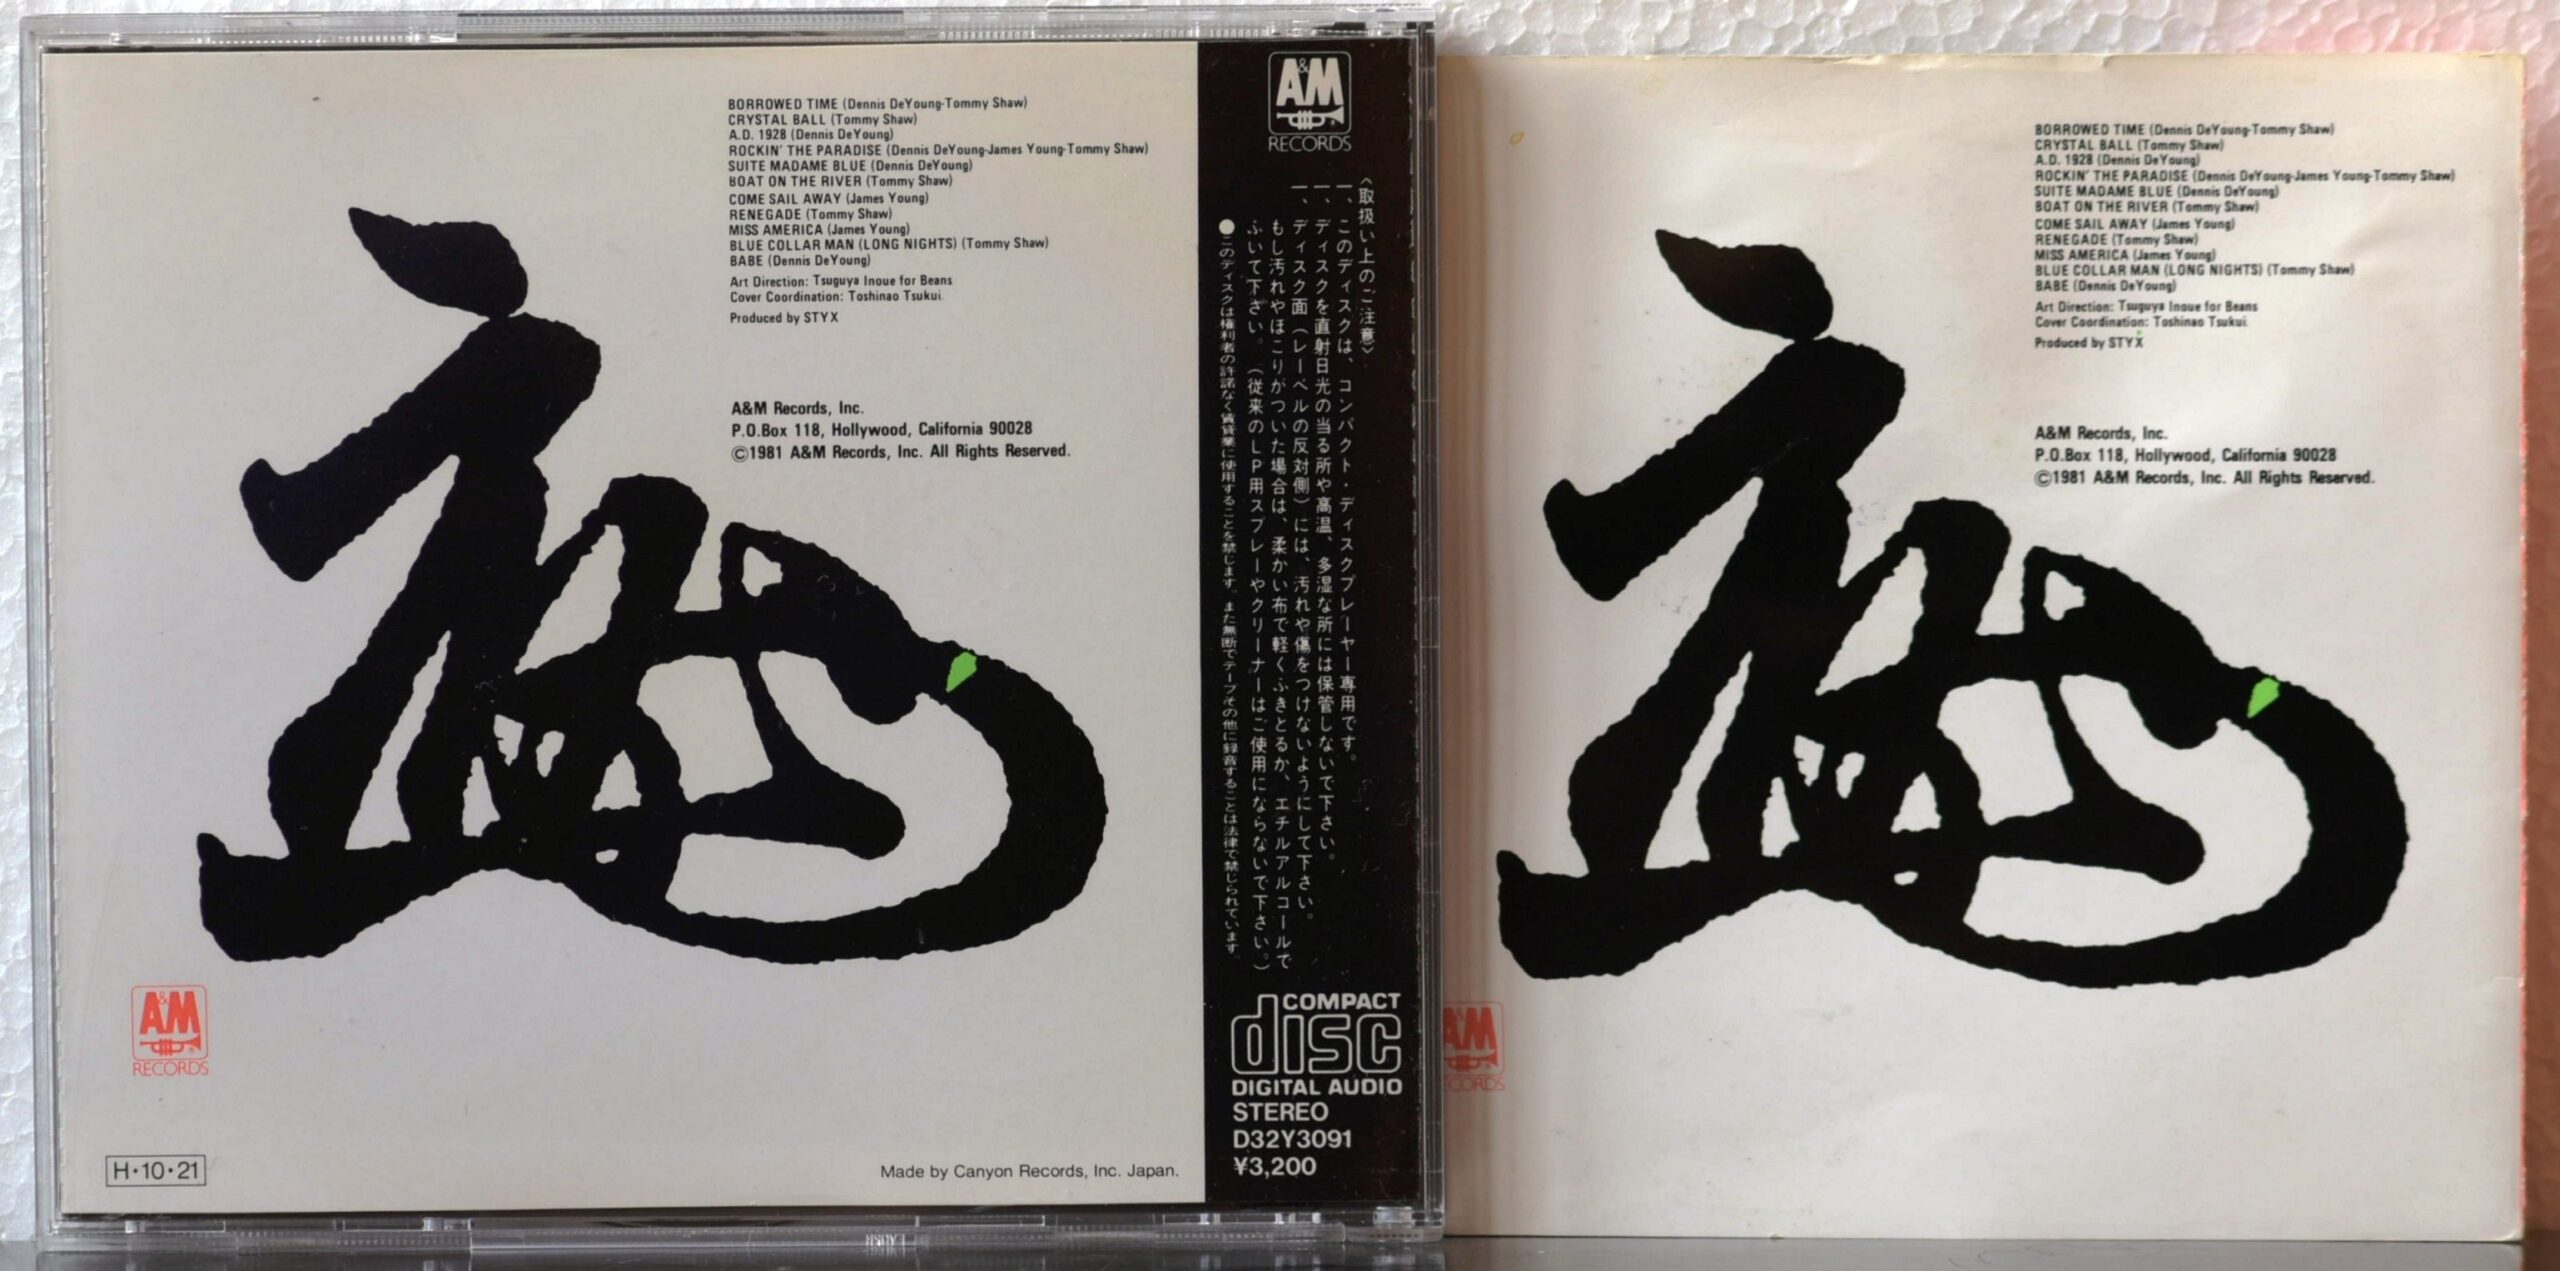 BORROWED TIME (Dennis DeYoung-Tommy Shaw)
CRYSTAL BALL (Tommy Shaw)
A.D. 1928 (Dennis DeYoung)
ROCKIN' THE PARADISE (Dennis DeYoung-James Young-Tommy Shaw)
SUITE MADAME BLUE (Dennis DeYoung)
BOAT ON THE RIVER (Tommy Shaw)
COME SAIL AWAY (James Young)
RENEGADE (Tommy Shaw)
MISS AMERICA (James Young)
BLUE COLLAR MAN (LONG NIGHTS) (Tommy Shaw)
BABE (Dennis DeYoung)
Art Direction: Tsuguya Inoue for Beans
Cover Coordination: Toshinao Tsukui
Produced by STYX
A&M Records, Inc.
P.O.Box 118, Hollywood, California 90028
©1981 A&M Records, Inc. All Rights Reserved.
A&M
RECORDS
H・10・21
Made by Canyon Records, Inc. Japan.
A&M
RECORDS
〈取扱い上のご注意〉
一、このディスクは、コンパクト・ディスクプレーヤー専用です。
一、ディスクを直射日光の当る所や高温、多湿な所には保管しないで下さい。
一、ディスク面（レーベルの反対側）には、汚れや傷をつけないようにして下さい。
もし汚れやほこりがついた場合は、柔かい布で軽くふきとるか、エチルアルコールで
ふいて下さい。（従来のLP用スプレーやクリーナーはご使用にならないで下さい。）
●このディスクは権利者の許諾なく賃貸業に使用することを禁じます。また無断でテープその他に録音することは法律で禁じられています。
COMPACT
disc
DIGITAL AUDIO
STEREO
D32Y3091
¥3,200
BORROWED TIME (Dennis DeYoung-Tommy Shaw)
CRYSTAL BALL (Tommy Shaw)
A.D. 1928 (Dennis DeYoung)
ROCKIN' THE PARADISE (Dennis DeYoung-James Young-Tommy Shaw)
SUITE MADAME BLUE (Dennis DeYoung)
BOAT ON THE RIVER (Tommy Shaw)
COME SAIL AWAY (James Young)
RENEGADE (Tommy Shaw)
MISS AMERICA (James Young)
BLUE COLLAR MAN (LONG NIGHTS) (Tommy Shaw)
BABE (Dennis DeYoung)
Art Direction: Tsuguya Inoue for Beans
Cover Coordination: Toshinao Tsukui
Produced by STYX
A&M Records, Inc.
P.O.Box 118, Hollywood, California 90028
©1981 A&M Records, Inc. All Rights Reserved.
A&M